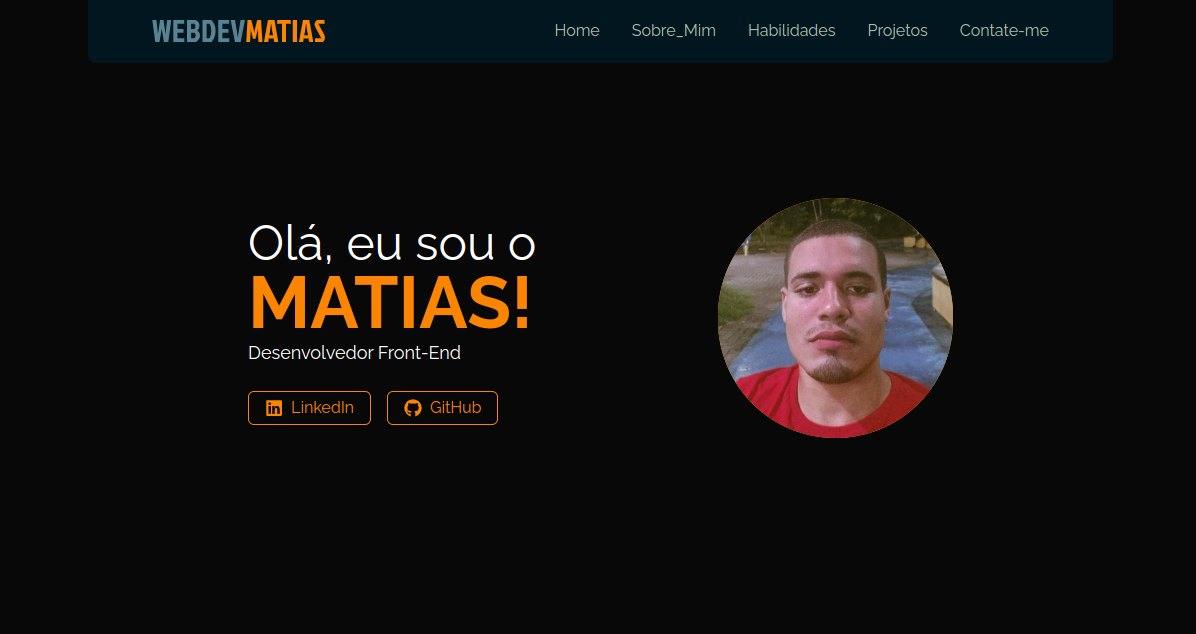 WEBDEVMATIAS
Home Sobre_Mim Habilidades Projetos Contate-me
Olá, eu sou o
MATIAS!
Desenvolvedor Front-End
LinkedIn GitHub